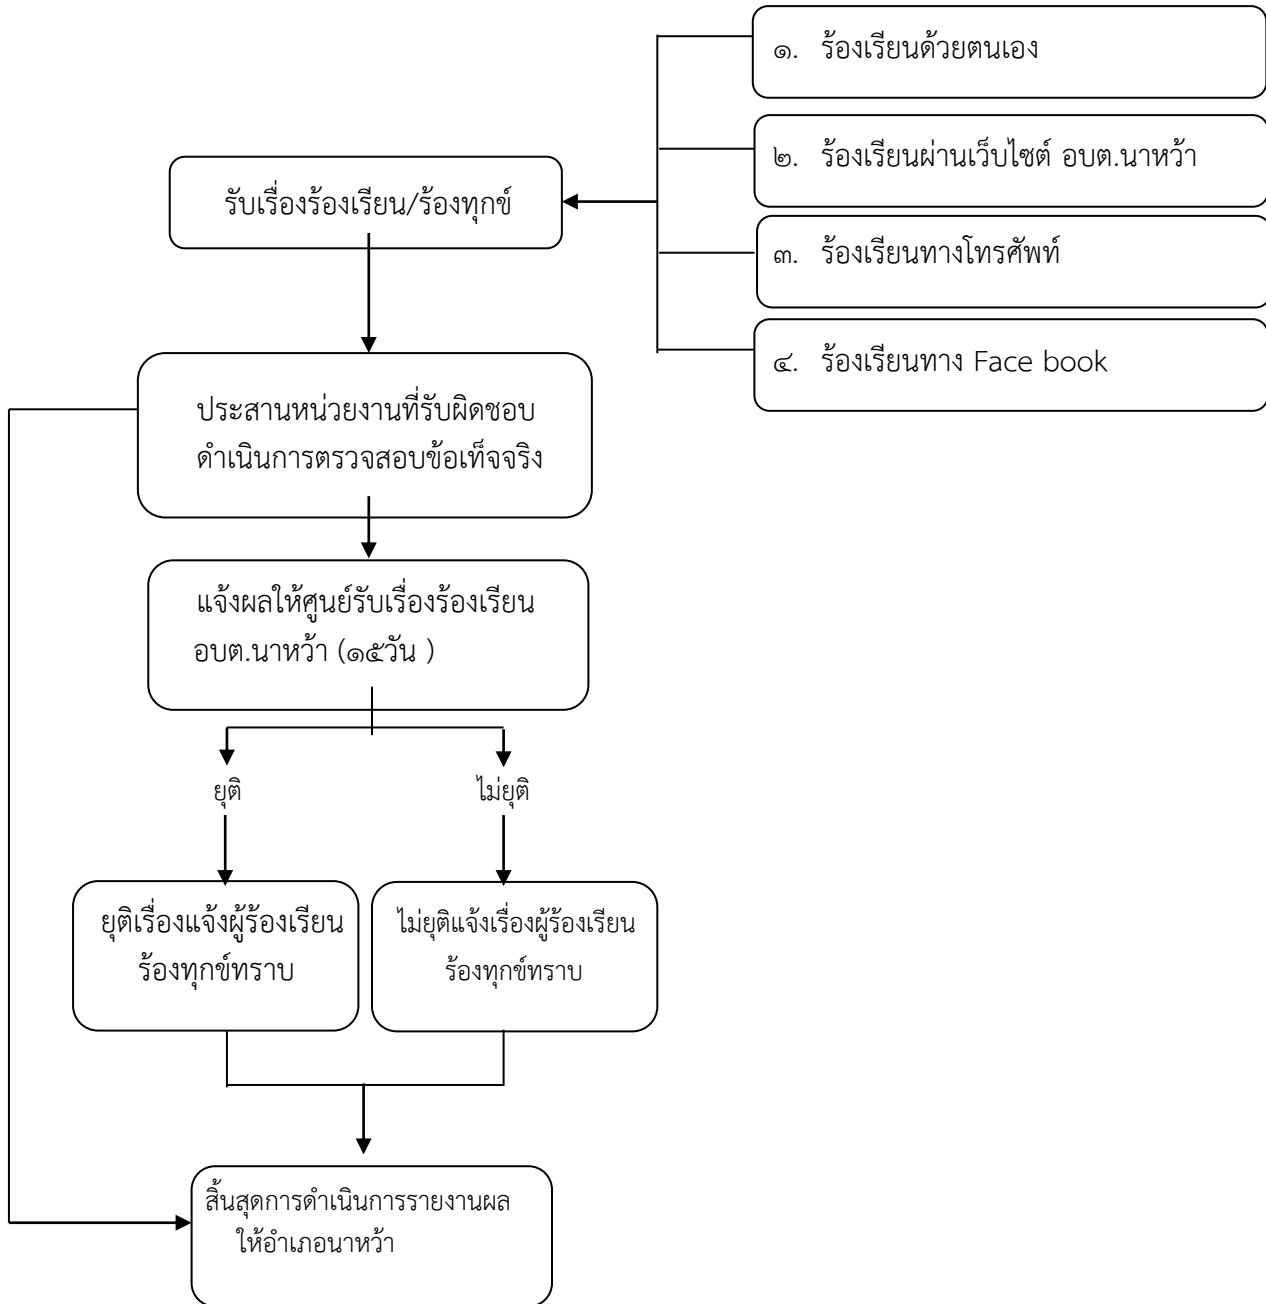 ๑. ร้องเรียนด้วยตนเอง
๒. ร้องเรียนผ่านเว็บไซต์ อบต.นาหว้า
๓. ร้องเรียนทางโทรศัพท์
๔. ร้องเรียนทาง Face book
รับเรื่องร้องเรียน/ร้องทุกข์
ประสานหน่วยงานที่รับผิดชอบ
ดำเนินการตรวจสอบข้อเท็จจริง
แจ้งผลให้ศูนย์รับเรื่องร้องเรียน
อบต.นาหว้า (๑๕วัน )
ยุติ
ไม่ยุติ
ยุติเรื่องแจ้งผู้ร้องเรียน
ร้องทุกข์ทราบ
ไม่ยุติแจ้งเรื่องผู้ร้องเรียน
ร้องทุกข์ทราบ
สิ้นสุดการดำเนินการรายงานผล
ให้อำเภอนาหว้า